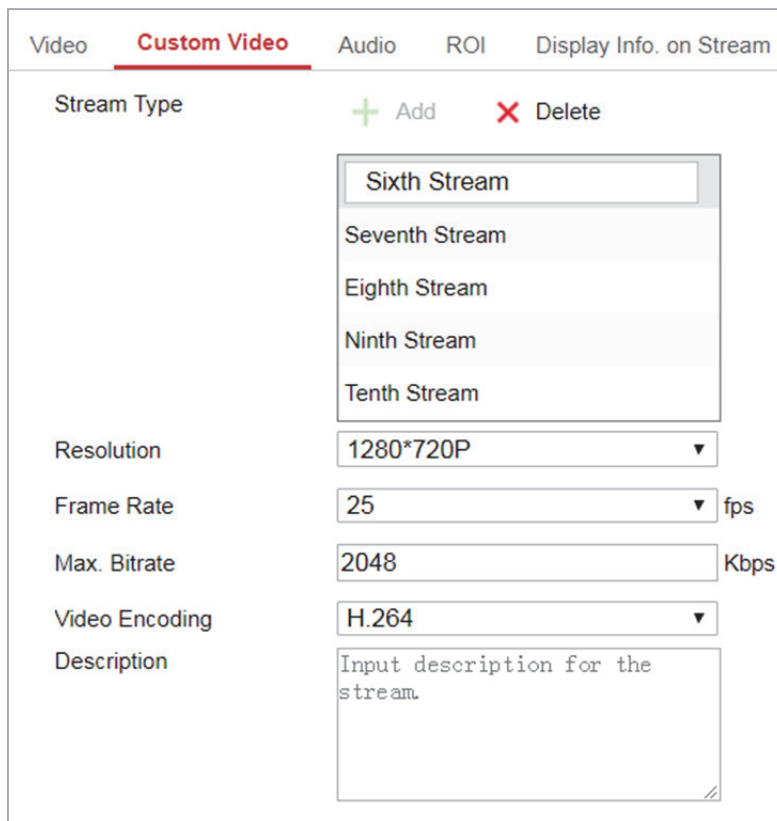 Video Custom Video Audio ROI Display Info. on Stream
Stream Type Add Delete
Sixth Stream
Seventh Stream
Eighth Stream
Ninth Stream
Tenth Stream
Resolution 1280*720P
Frame Rate 25 fps
Max. Bitrate 2048 Kbps
Video Encoding H.264
Description Input description for the
stream.